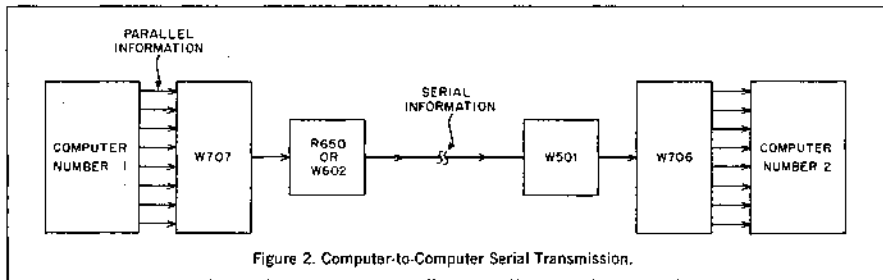 PARALLEL
INFORMATION
COMPUTER
NUMBER 1
W707
R650
OR
W602
SERIAL
INFORMATION
W501
W706
COMPUTER
NUMBER 2
Figure 2. Computer-to-Computer Serial Transmission.